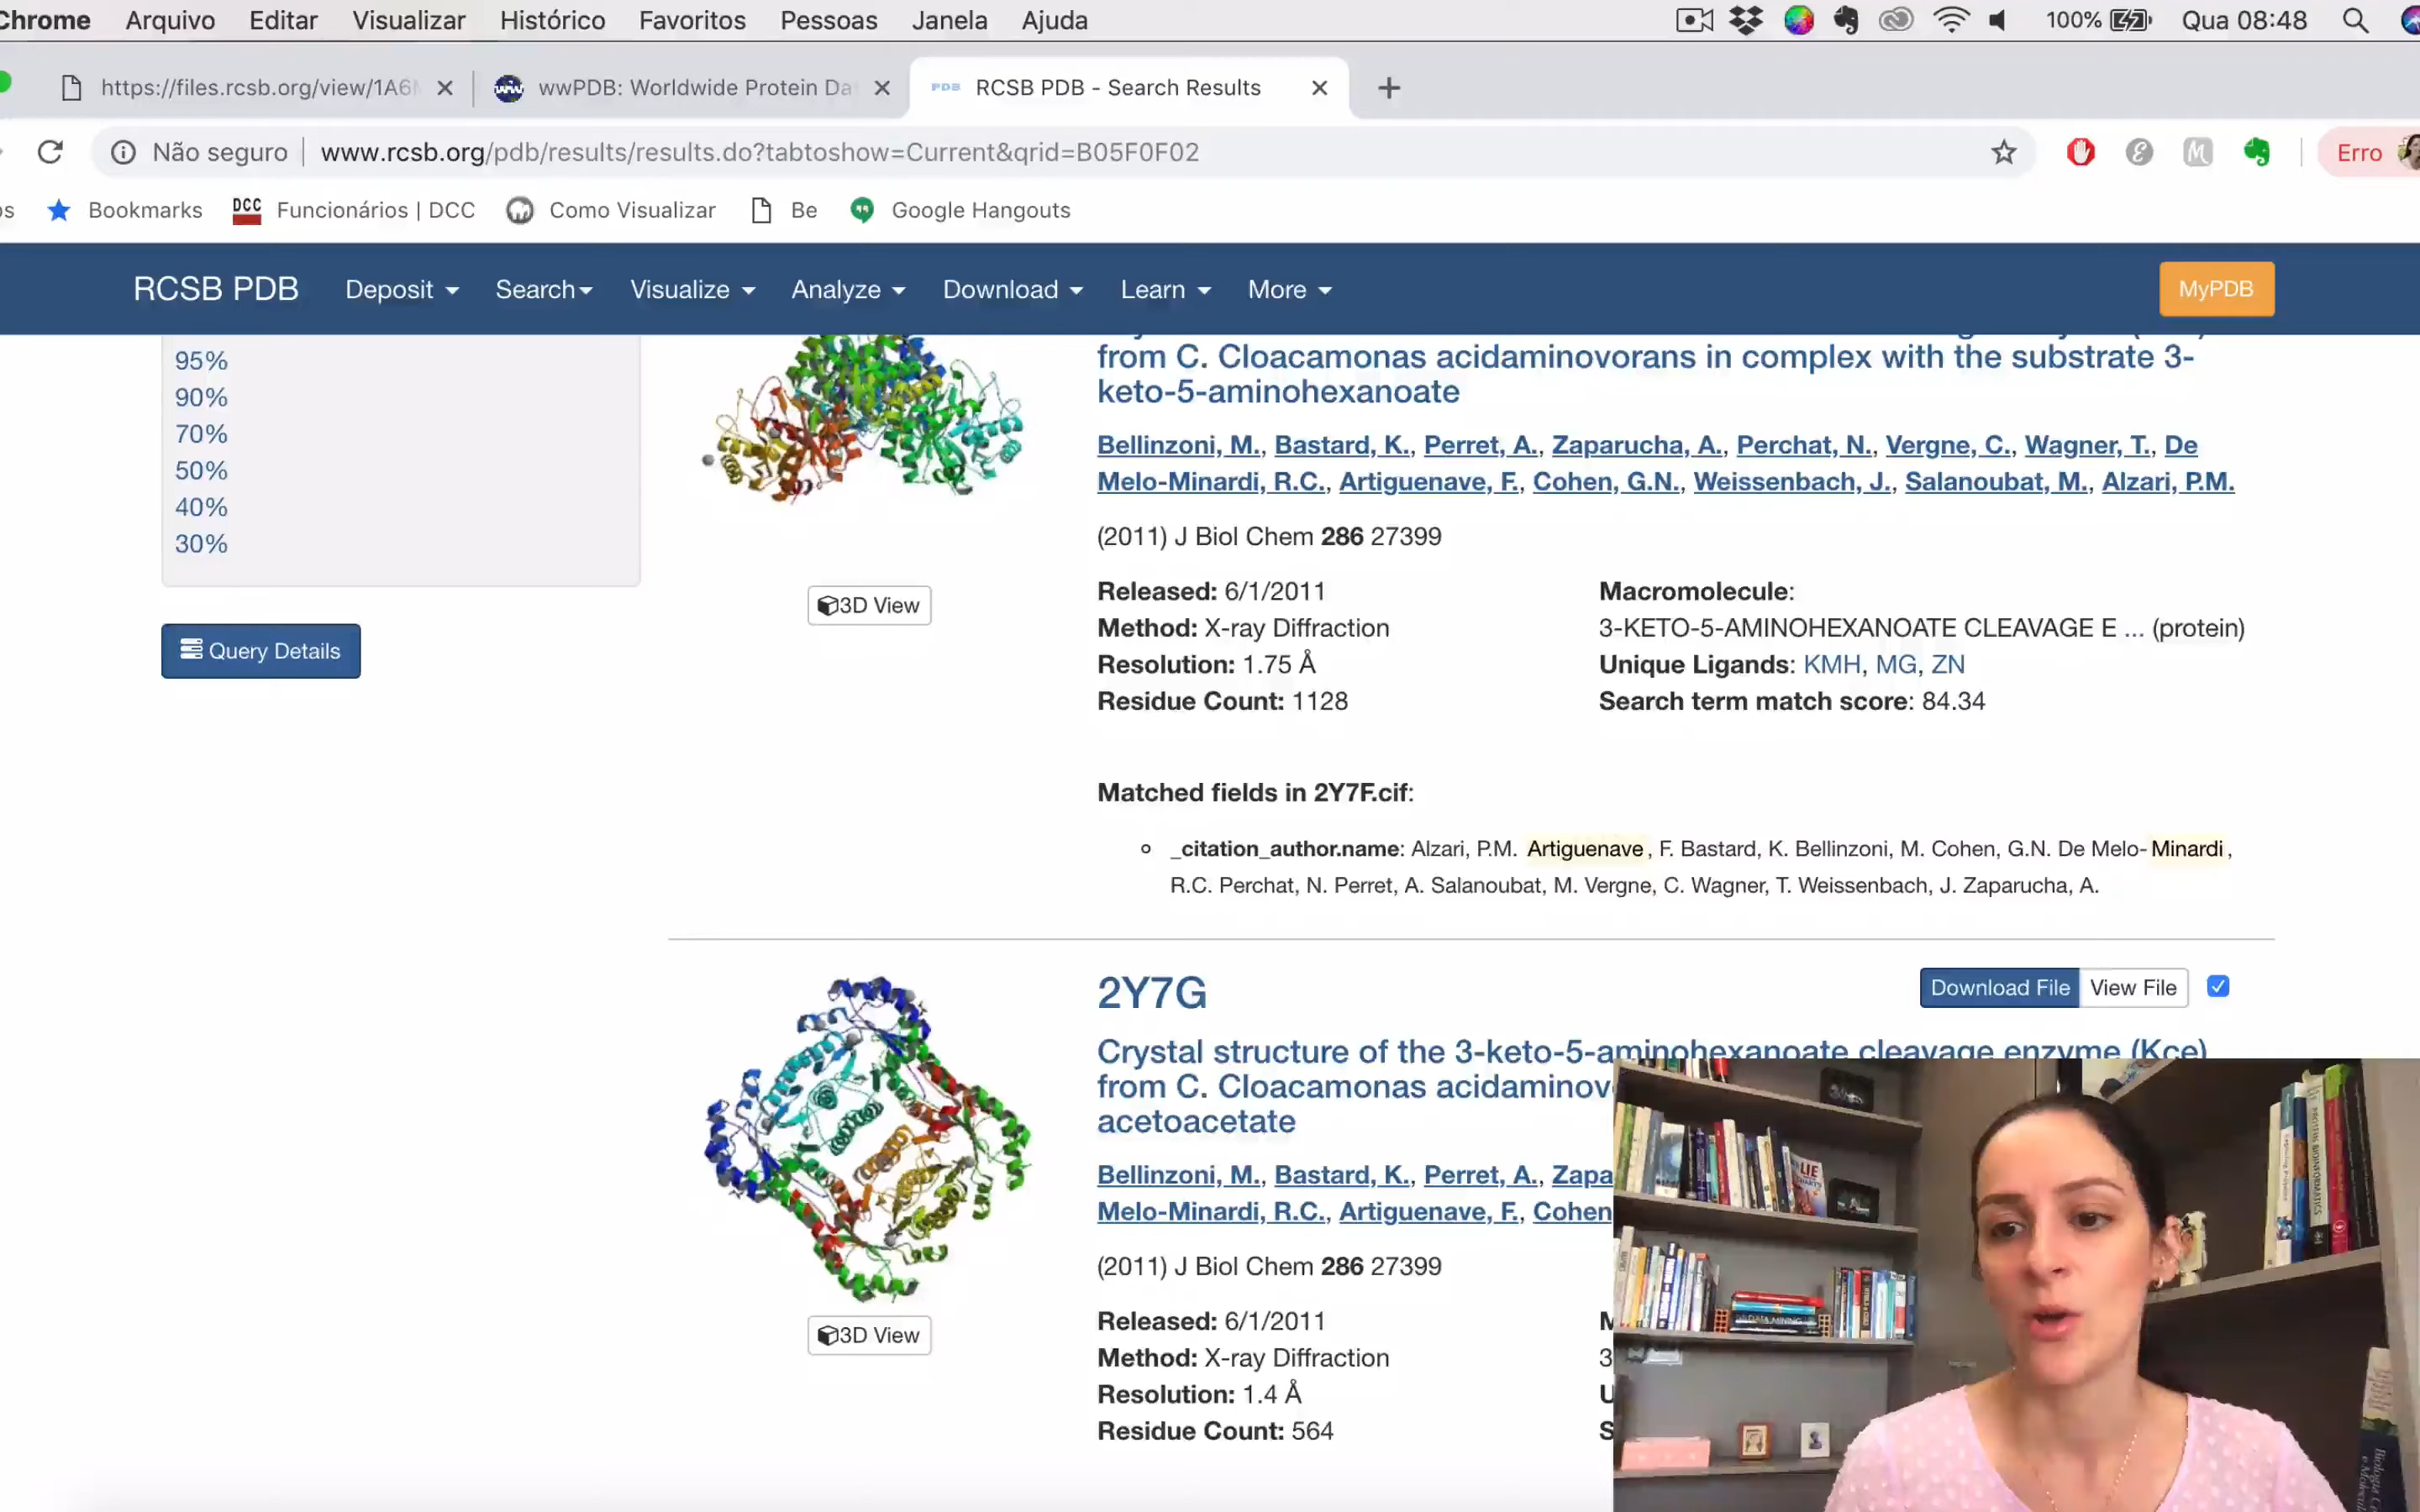 Chrome Arquivo Editar Visualizar Histórico Favoritos Pessoas Janela Ajuda 100% Qua 08:48
https://files.rcsb.org/view/1A6 wwPDB: Worldwide Protein Da PDB RCSB PDB - Search Results
Não seguro www.rcsb.org/pdb/results/results.do?tabtoshow=Current&qrid=B05F0F02 Erro
Bookmarks DCC Funcionários | DCC Como Visualizar Be Google Hangouts
RCSB PDB Deposit Search Visualize Analyze Download Learn More MyPDB
95%
90%
70%
50%
40%
30%
Query Details
3D View
from C. Cloacamonas acidaminovorans in complex with the substrate 3-
keto-5-aminohexanoate
Bellinzoni, M., Bastard, K., Perret, A., Zaparucha, A., Perchat, N., Vergne, C., Wagner, T., De
Melo-Minardi, R.C., Artiguenave, F., Cohen, G.N., Weissenbach, J., Salanoubat, M., Alzari, P.M.
(2011) J Biol Chem 286 27399
Released: 6/1/2011
Method: X-ray Diffraction
Resolution: 1.75 Å
Residue Count: 1128
Macromolecule:
3-KETO-5-AMINOHEXANOATE CLEAVAGE E ... (protein)
Unique Ligands: KMH, MG, ZN
Search term match score: 84.34
Matched fields in 2Y7F.cif:
_citation_author.name: Alzari, P.M. Artiguenave, F. Bastard, K. Bellinzoni, M. Cohen, G.N. De Melo-Minardi,
R.C. Perchat, N. Perret, A. Salanoubat, M. Vergne, C. Wagner, T. Weissenbach, J. Zaparucha, A.
2Y7G Download File View File
Crystal structure of the 3-keto-5-aminohexanoate cleavage enzyme (Kce)
from C. Cloacamonas acidaminov
acetoacetate
Bellinzoni, M., Bastard, K., Perret, A., Zapa
Melo-Minardi, R.C., Artiguenave, F., Cohen
(2011) J Biol Chem 286 27399
3D View
Released: 6/1/2011
Method: X-ray Diffraction
Resolution: 1.4 Å
Residue Count: 564
LIE
DATA MINING